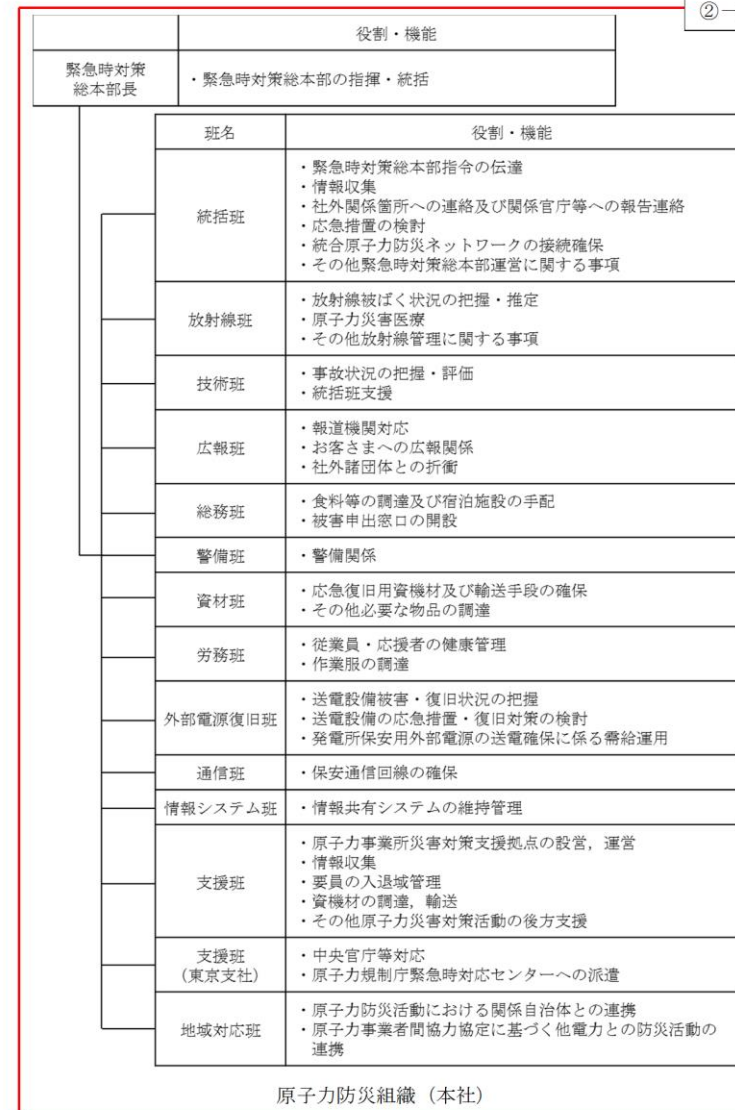 ②－
役割・機能
緊急時対策
総本部長
・緊急時対策総本部の指揮・統括
班名
役割・機能
統括班
・緊急時対策総本部指令の伝達
・情報収集
・社外関係箇所への連絡及び関係官庁等への報告連絡
・応急措置の検討
・統合原子力防災ネットワークの接続確保
・その他緊急時対策総本部運営に関する事項
放射線班
・放射線被ばく状況の把握・推定
・原子力災害医療
・その他放射線管理に関する事項
技術班
・事故状況の把握・評価
・統括班支援
広報班
・報道機関対応
・お客さまへの広報関係
・社外諸団体との折衝
総務班
・食料等の調達及び宿泊施設の手配
・被害申出窓口の開設
警備班
・警備関係
資材班
・応急復旧用資機材及び輸送手段の確保
・その他必要な物品の調達
労務班
・従業員・応援者の健康管理
・作業服の調達
外部電源復旧班
・送電設備被害・復旧状況の把握
・送電設備の応急措置・復旧対策の検討
・発電所保安用外部電源の送電確保に係る需給運用
通信班
・保安通信回線の確保
情報システム班
・情報共有システムの維持管理
支援班
・原子力事業所災害対策支援拠点の設営，運営
・情報収集
・要員の入退域管理
・資機材の調達，輸送
・その他原子力災害対策活動の後方支援
支援班
(東京支社)
・中央官庁等対応
・原子力規制庁緊急時対応センターへの派遣
地域対応班
・原子力防災活動における関係自治体との連携
・原子力事業者間協力協定に基づく他電力との防災活動の
連携
原子力防災組織（本社）